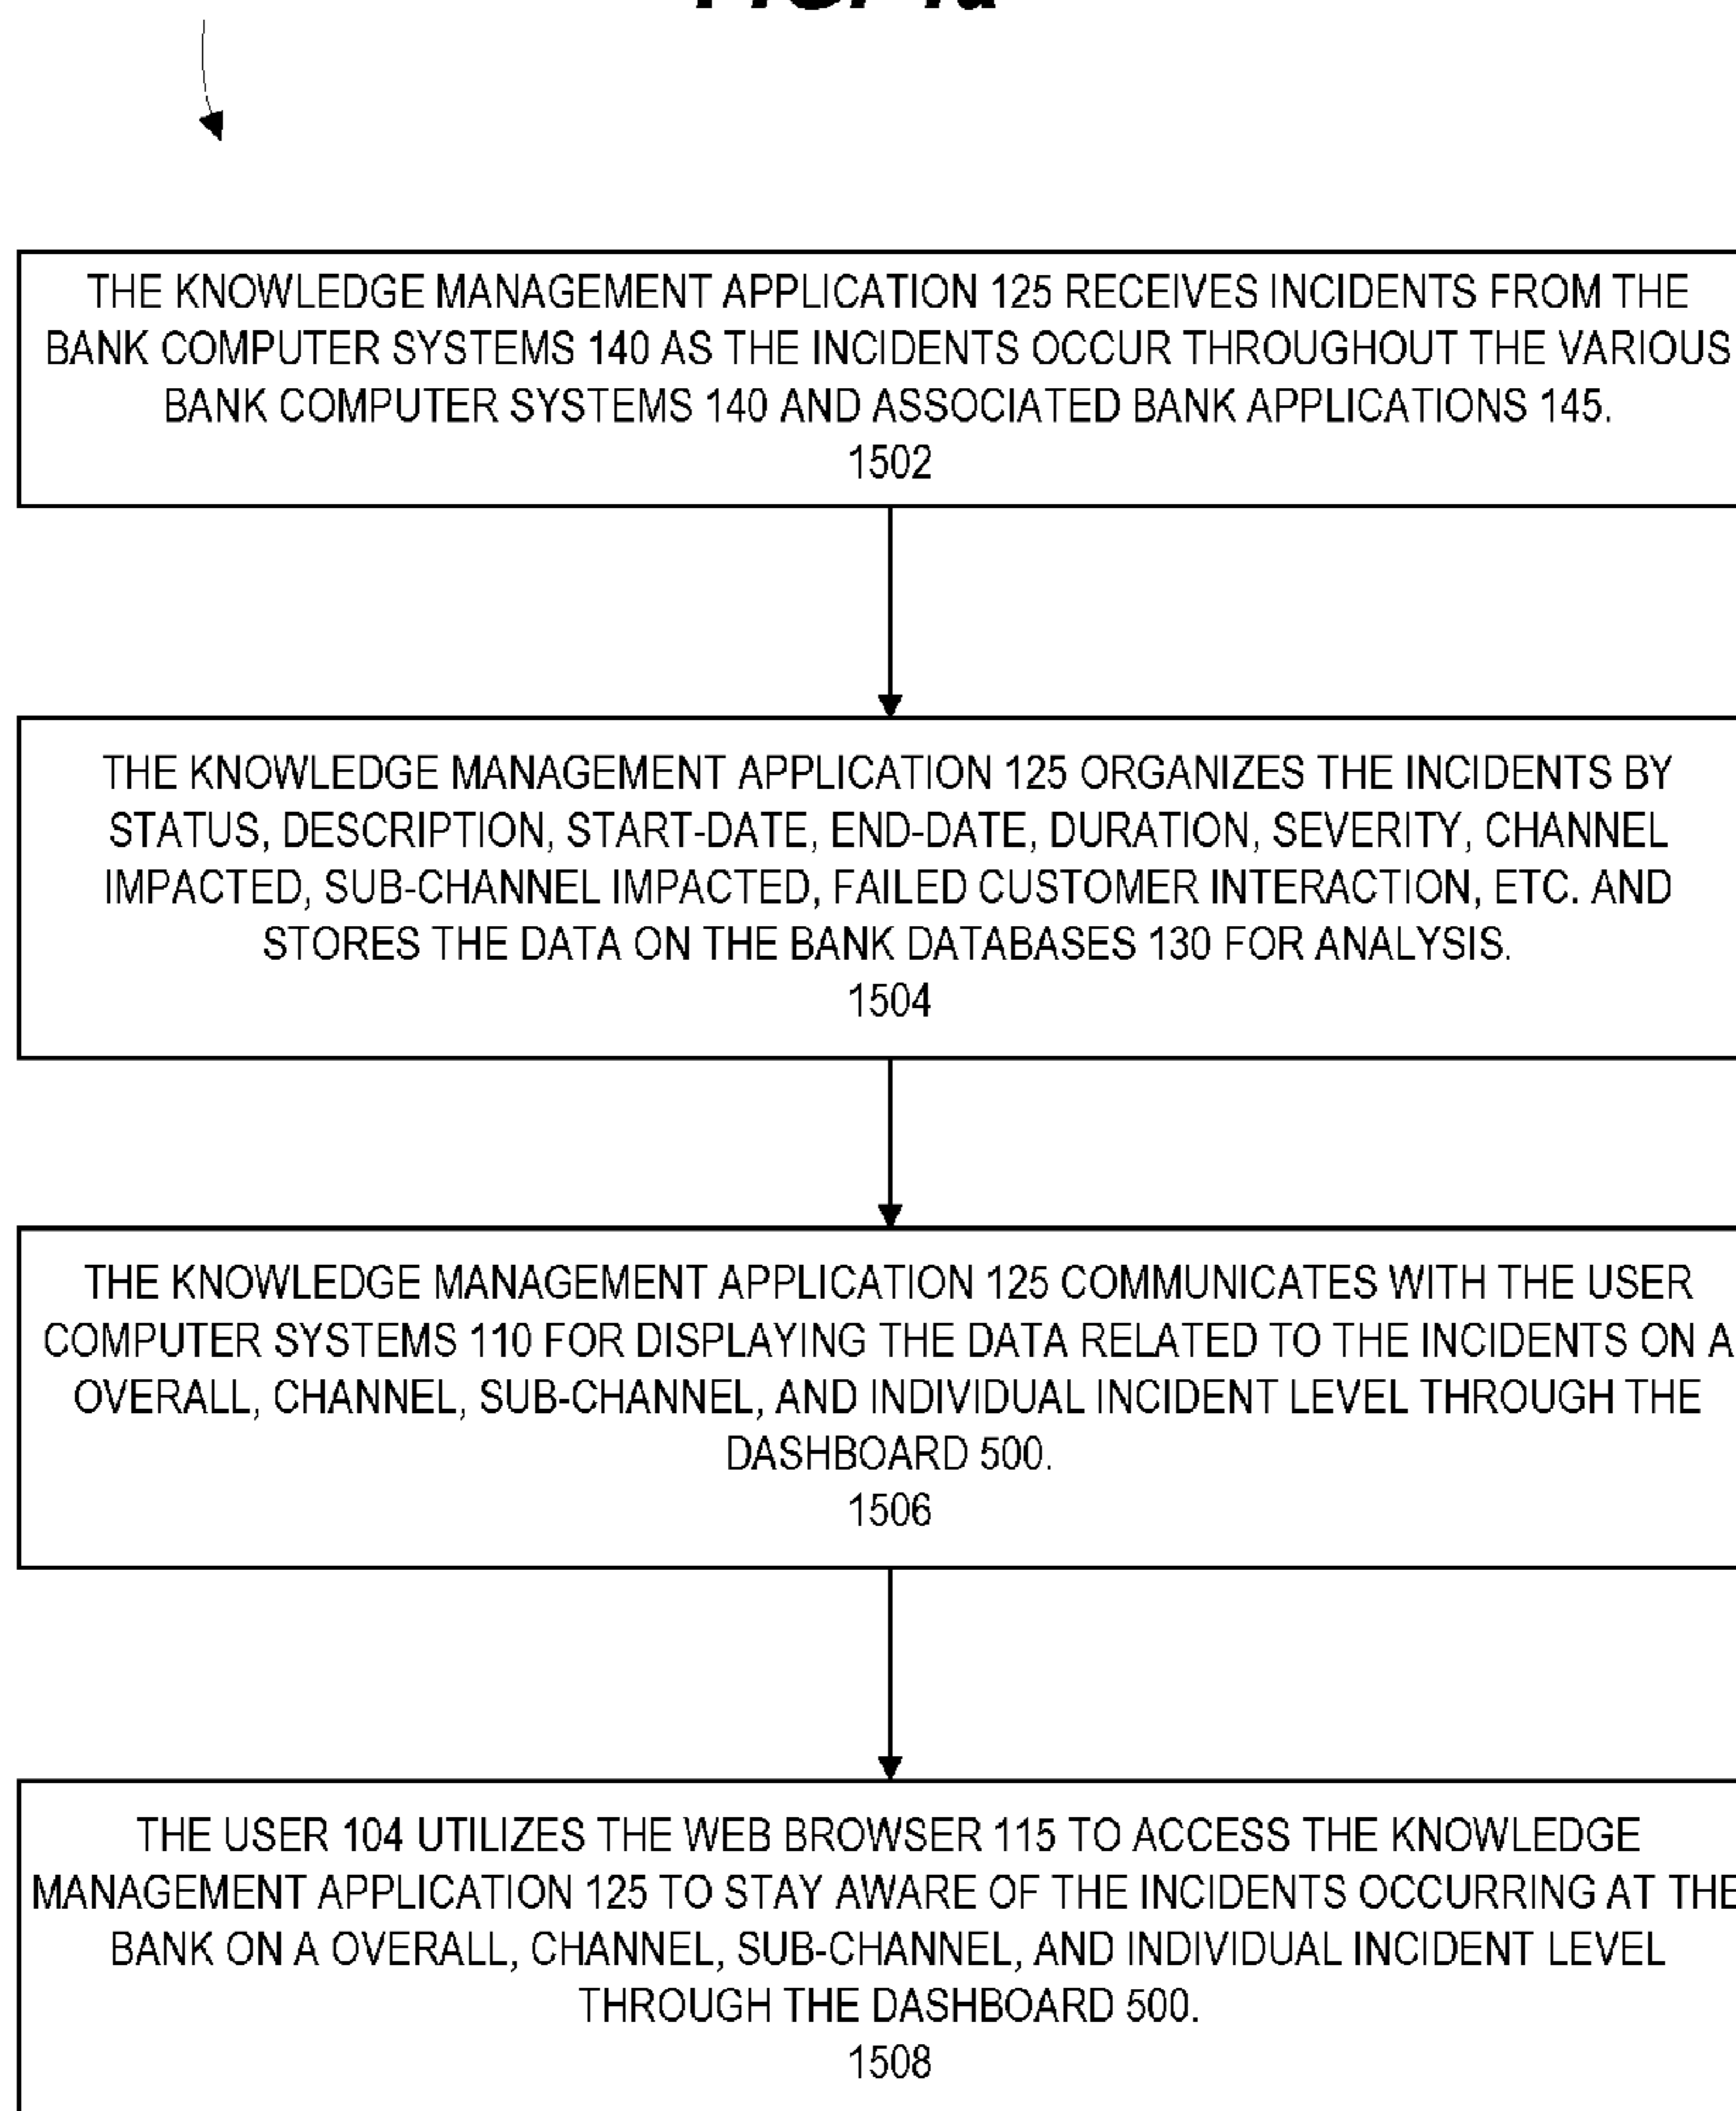 THE KNOWLEDGE MANAGEMENT APPLICATION 125 RECEIVES INCIDENTS FROM THE
BANK COMPUTER SYSTEMS 140 AS THE INCIDENTS OCCUR THROUGHOUT THE VARIOUS
BANK COMPUTER SYSTEMS 140 AND ASSOCIATED BANK APPLICATIONS 145.
1502
THE KNOWLEDGE MANAGEMENT APPLICATION 125 ORGANIZES THE INCIDENTS BY
STATUS, DESCRIPTION, START-DATE, END-DATE, DURATION, SEVERITY, CHANNEL
IMPACTED, SUB-CHANNEL IMPACTED, FAILED CUSTOMER INTERACTION, ETC. AND
STORES THE DATA ON THE BANK DATABASES 130 FOR ANALYSIS.
1504
THE KNOWLEDGE MANAGEMENT APPLICATION 125 COMMUNICATES WITH THE USER
COMPUTER SYSTEMS 110 FOR DISPLAYING THE DATA RELATED TO THE INCIDENTS ON A
OVERALL, CHANNEL, SUB-CHANNEL, AND INDIVIDUAL INCIDENT LEVEL THROUGH THE
DASHBOARD 500.
1506
THE USER 104 UTILIZES THE WEB BROWSER 115 TO ACCESS THE KNOWLEDGE
MANAGEMENT APPLICATION 125 TO STAY AWARE OF THE INCIDENTS OCCURRING AT THE
BANK ON A OVERALL, CHANNEL, SUB-CHANNEL, AND INDIVIDUAL INCIDENT LEVEL
THROUGH THE DASHBOARD 500.
1508